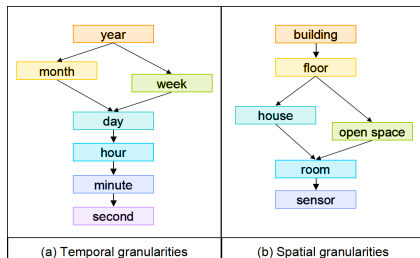 year
month
week
day
hour
minute
second
(a) Temporal granularities
building
floor
house
open space
room
sensor
(b) Spatial granularities